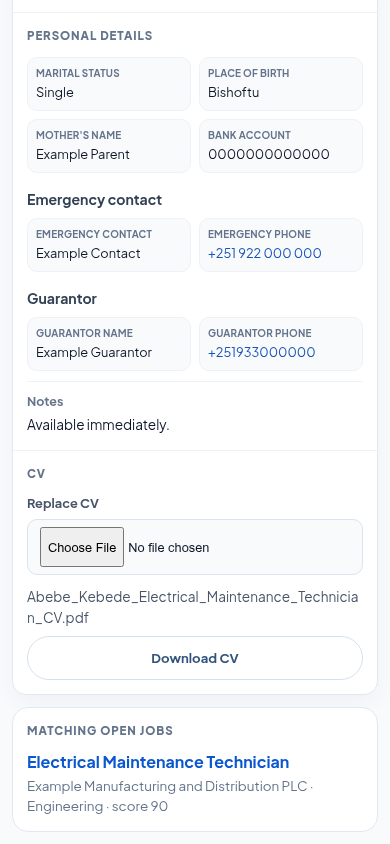 PERSONAL DETAILS
MARITAL STATUS
Single
PLACE OF BIRTH
Bishoftu
MOTHER'S NAME
Example Parent
BANK ACCOUNT
0000000000000
Emergency contact
EMERGENCY CONTACT
Example Contact
EMERGENCY PHONE
+251 922 000 000
Guarantor
GUARANTOR NAME
Example Guarantor
GUARANTOR PHONE
+251933000000
Notes
Available immediately.
CV
Replace CV
Choose File No file chosen
Abebe_Kebede_Electrical_Maintenance_Technicia
n_CV.pdf
Download CV
MATCHING OPEN JOBS
Electrical Maintenance Technician
Example Manufacturing and Distribution PLC ·
Engineering · score 90